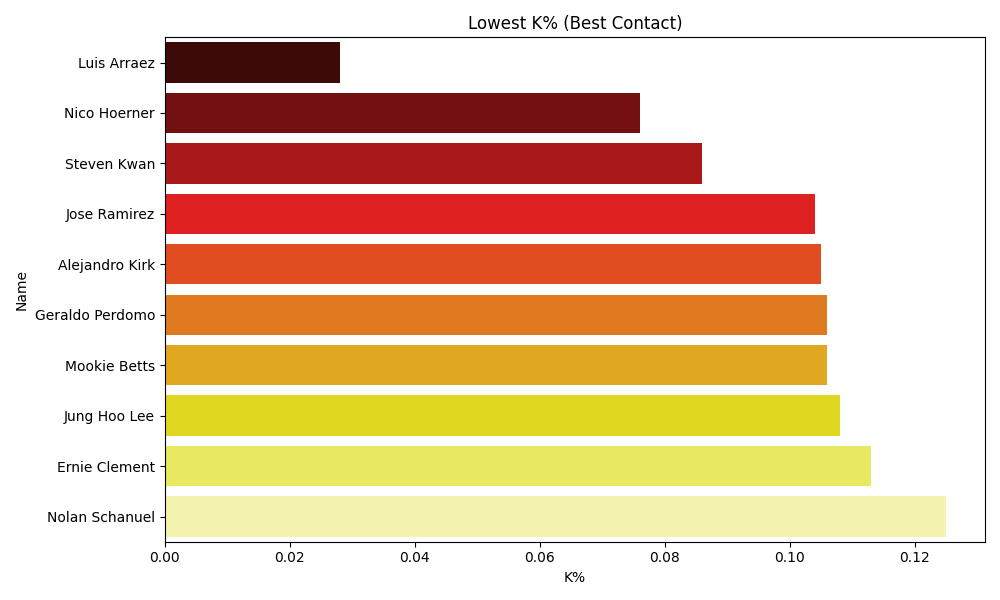 Lowest K% (Best Contact)
Luis Arraez
Nico Hoerner
Steven Kwan
Jose Ramirez
Alejandro Kirk
Geraldo Perdomo
Mookie Betts
Jung Hoo Lee
Ernie Clement
Nolan Schanuel
Name
0.00 0.02 0.04 0.06 0.08 0.10 0.12
K%